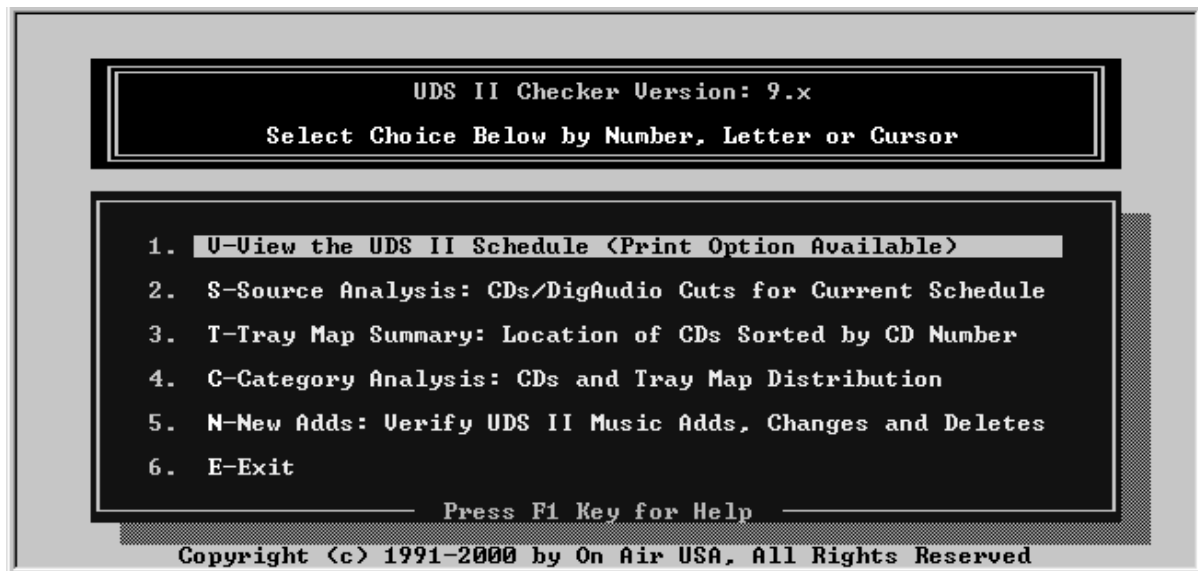 UDS II Checker Version: 9.x
Select Choice Below by Number, Letter or Cursor
1. V-View the UDS II Schedule (Print Option Available)
2. S-Source Analysis: CDs/DigAudio Cuts for Current Schedule
3. T-Tray Map Summary: Location of CDs Sorted by CD Number
4. C-Category Analysis: CDs and Tray Map Distribution
5. N-New Adds: Verify UDS II Music Adds, Changes and Deletes
6. E-Exit
Press F1 Key for Help
Copyright (c) 1991-2000 by On Air USA, All Rights Reserved